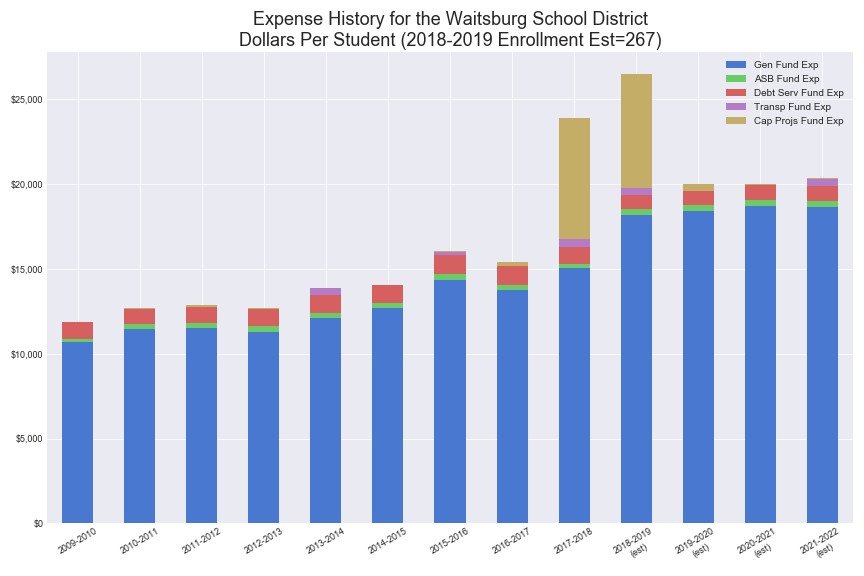 Expense History for the Waitsburg School District
Dollars Per Student (2018-2019 Enrollment Est=267)
Gen Fund Exp
ASB Fund Exp
Debt Serv Fund Exp
Transp Fund Exp
Cap Projs Fund Exp
$25,000
$20,000
$15,000
$10,000
$5,000
$0
2009-2010
2010-2011
2011-2012
2012-2013
2013-2014
2014-2015
2015-2016
2016-2017
2017-2018
2018-2019
(est)
2019-2020
(est)
2020-2021
(est)
2021-2022
(est)